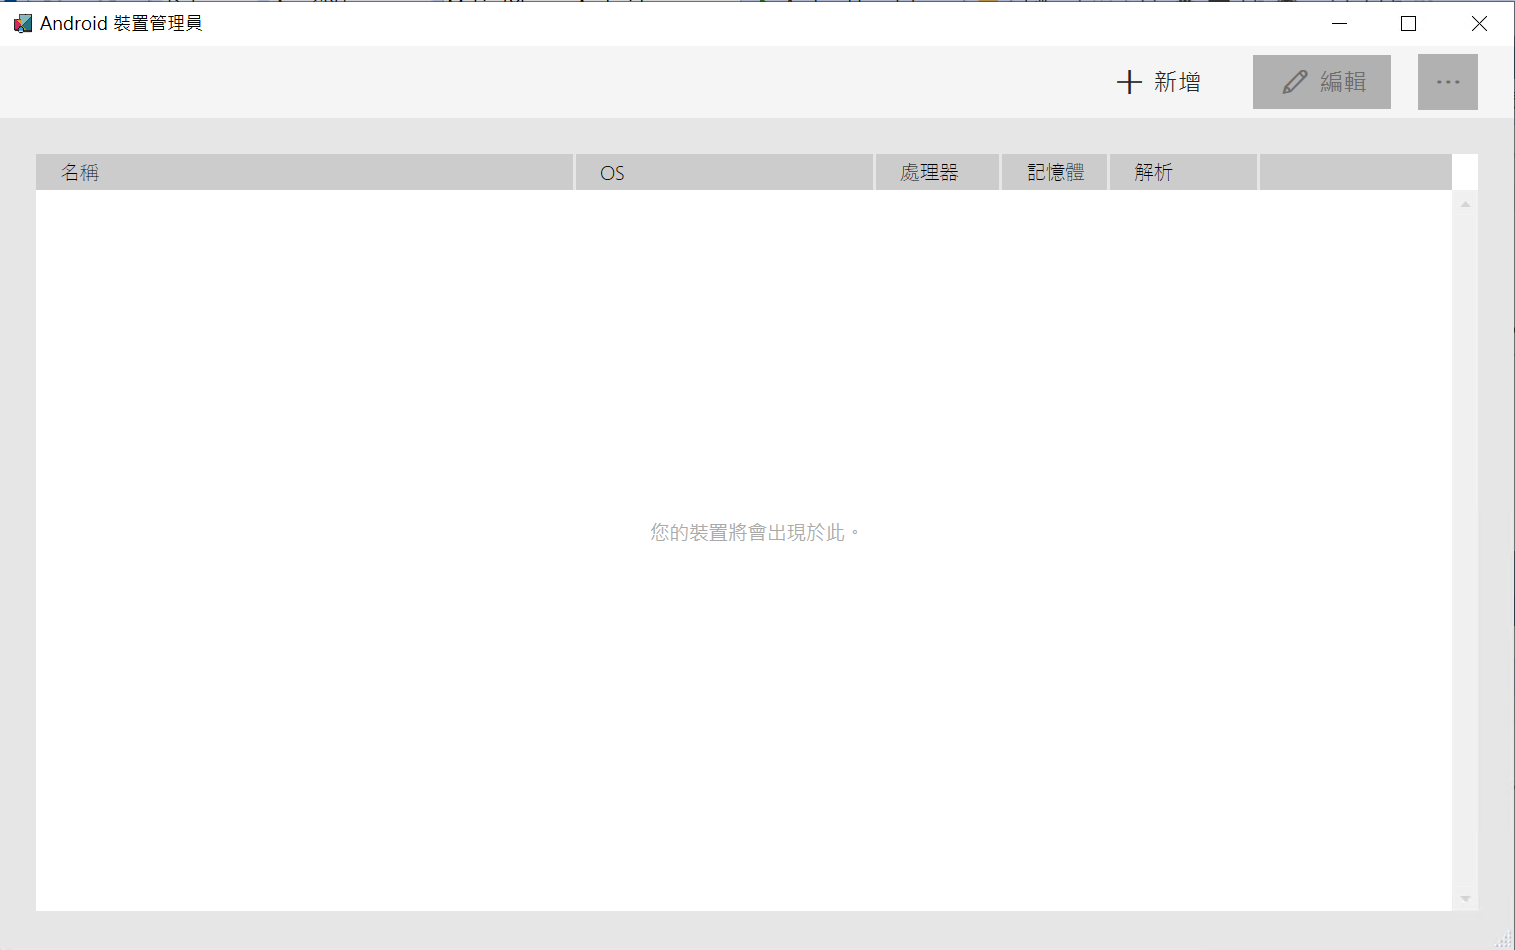 Android 裝置管理員
新增
編輯
名稱
OS
處理器
記憶體
解析
您的裝置將會出現於此。